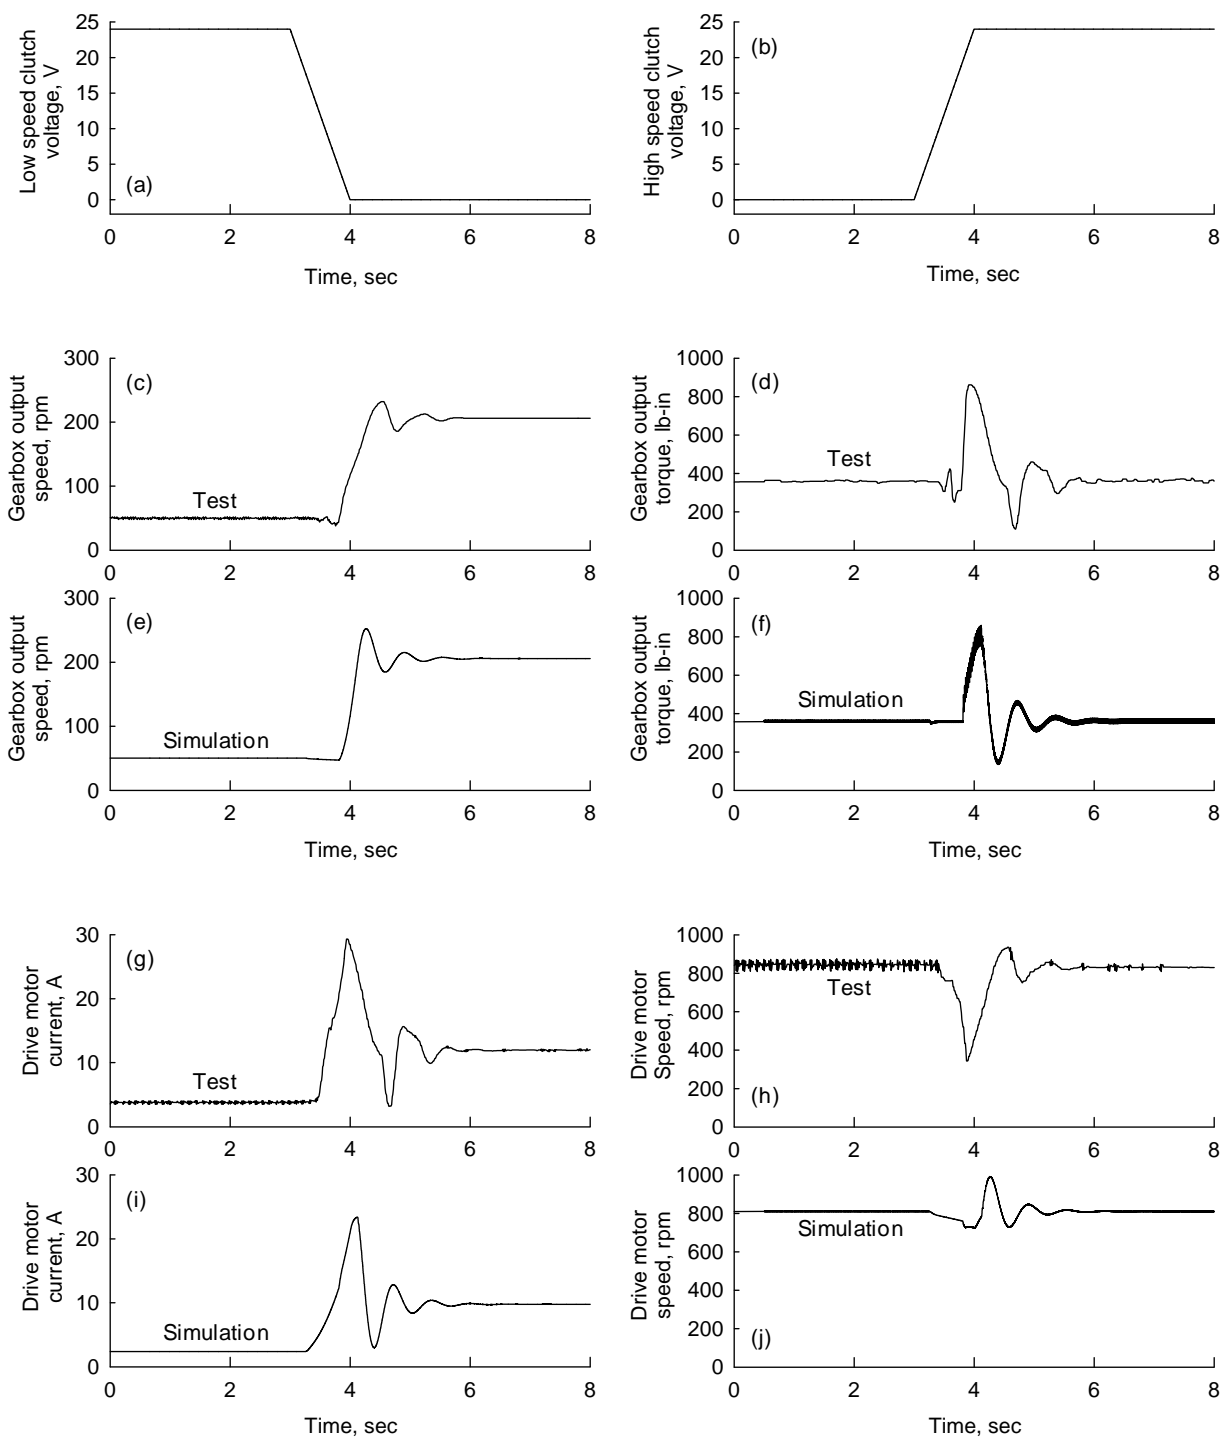 Low speed clutch
voltage, V
25
20
15
10
5
0
(a)
0 2 4 6 8
Time, sec
High speed clutch
voltage, V
25
20
15
10
5
0
(b)
0 2 4 6 8
Time, sec
Gearbox output
speed, rpm
300
200
100
0
(c)
Test
0 2 4 6 8
Gearbox output
torque, lb-in
1000
800
600
400
200
0
(d)
Test
0 2 4 6 8
Gearbox output
speed, rpm
300
200
100
0
(e)
Simulation
0 2 4 6 8
Time, sec
Gearbox output
torque, lb-in
1000
800
600
400
200
0
(f)
Simulation
0 2 4 6 8
Time, sec
Drive motor
current, A
30
20
10
0
(g)
Test
0 2 4 6 8
Drive motor
Speed, rpm
1000
800
600
400
200
0
Test
(h)
0 2 4 6 8
Drive motor
current, A
30
20
10
0
(i)
Simulation
0 2 4 6 8
Time, sec
Drive motor
speed, rpm
1000
800
600
400
200
0
Simulation
(j)
0 2 4 6 8
Time, sec